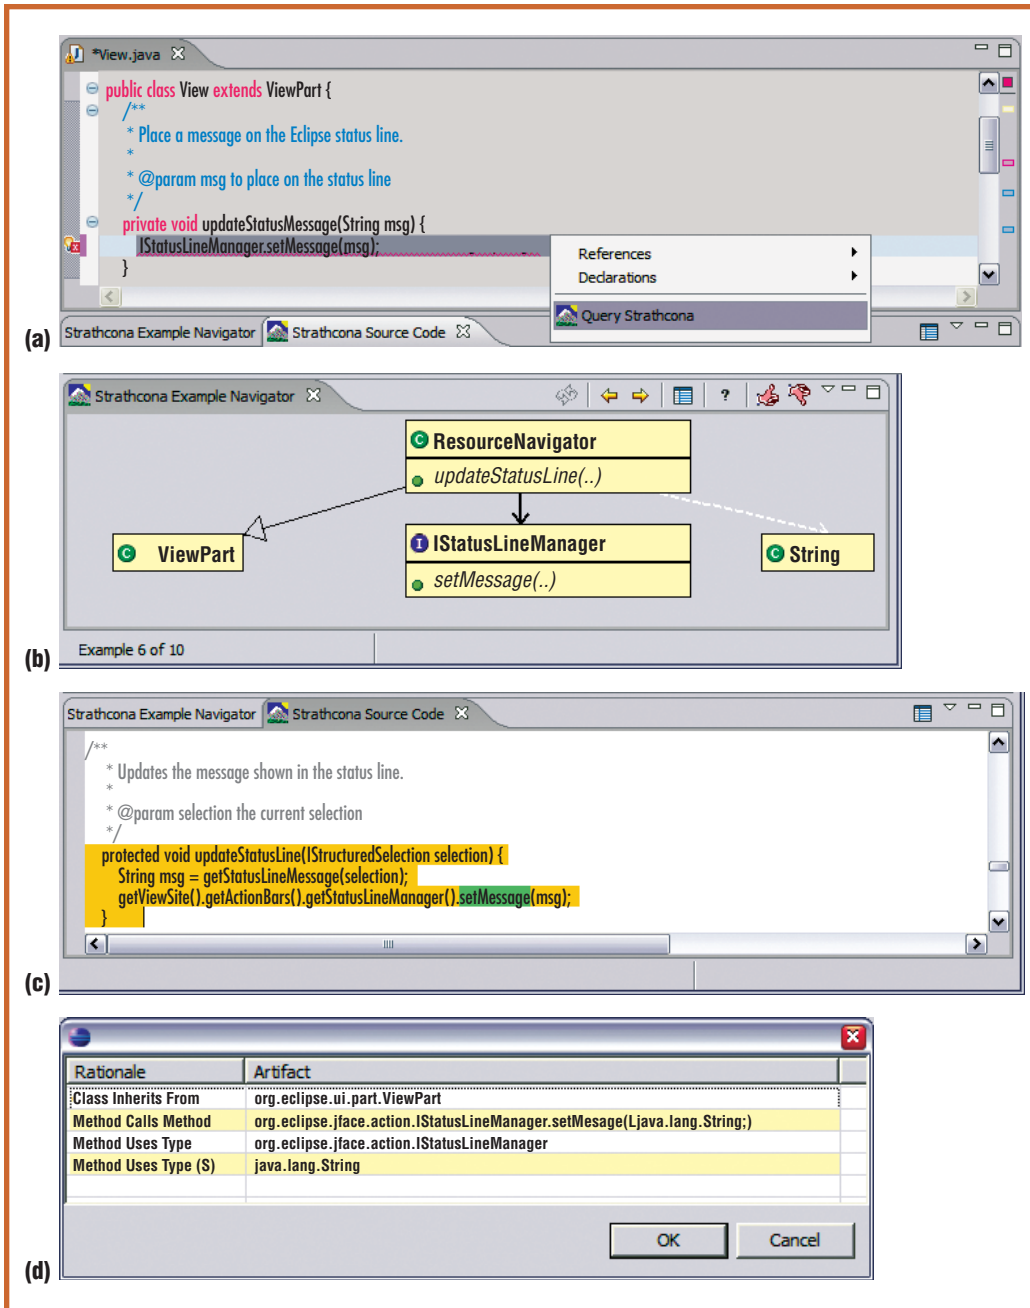 *View.java
public class View extends ViewPart {
/**
* Place a message on the Eclipse status line.
*
* @param msg to place on the status line
*/
private void updateStatusMessage(String msg) {
IStatusLineManager.setMessage(msg);
}
References
Declarations
Query Strathcona
(a)
Strathcona Example Navigator
Strathcona Source Code
Strathcona Example Navigator
?
C ResourceNavigator
updateStatusLine(..)
C ViewPart
I IStatusLineManager
setMessage(..)
C String
Example 6 of 10
(b)
Strathcona Example Navigator
Strathcona Source Code
/**
* Updates the message shown in the status line.
*
* @param selection the current selection
*/
protected void updateStatusLine(IStructuredSelection selection) {
String msg = getStatusLineMessage(selection);
getViewSite().getActionBars().getStatusLineManager().setMessage(msg);
}
(c)
Rationale Artifact
Class Inherits From org.eclipse.ui.part.ViewPart
Method Calls Method org.eclipse.jface.action.IStatusLineManager.setMesage(Ljava.lang.String;)
Method Uses Type org.eclipse.jface.action.IStatusLineManager
Method Uses Type (S) java.lang.String
OK Cancel
(d)